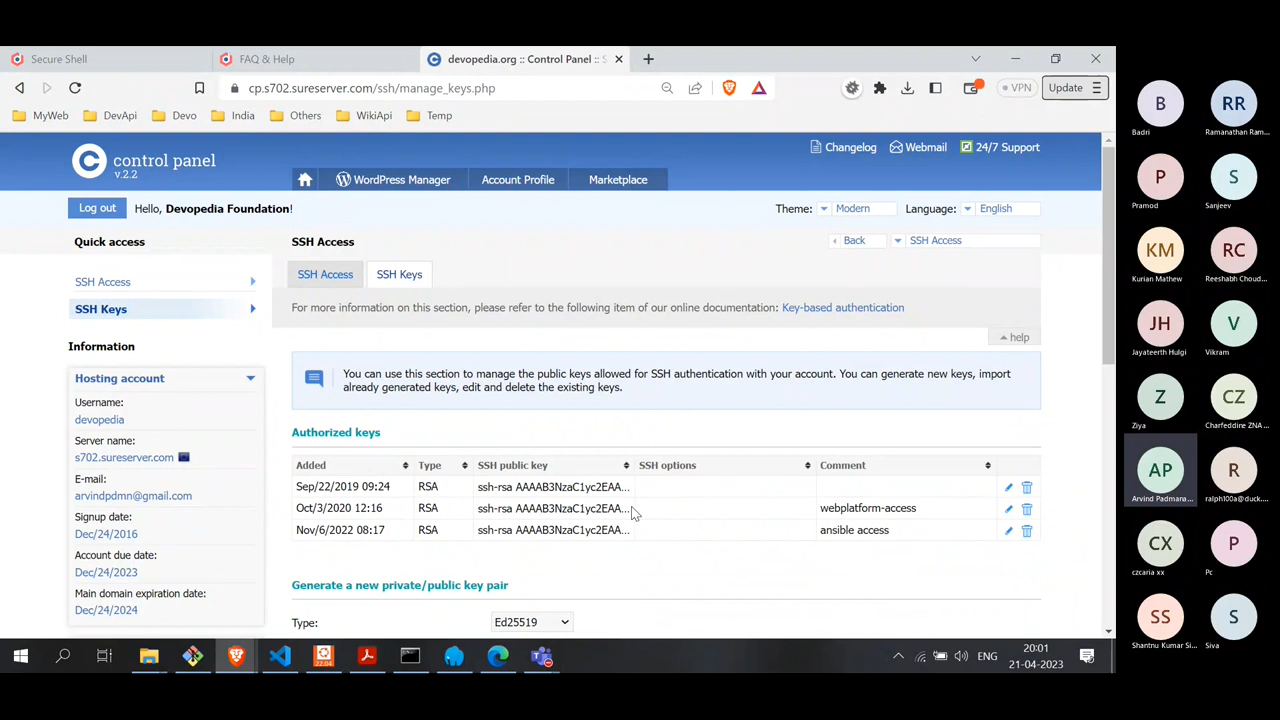 Secure Shell
FAQ & Help
devopedia.org :: Control Panel :: S
cp.s702.sureserver.com/ssh/manage_keys.php
VPN
Update
MyWeb
DevApi
Devo
India
Others
WikiApi
Temp
control panel
v.2.2
Changelog
Webmail
24/7 Support
WordPress Manager
Account Profile
Marketplace
Log out
Hello, Devopedia Foundation!
Theme:
Modern
Language:
English
Quick access
SSH Access
SSH Keys
Information
Hosting account
Username:
devopedia
Server name:
s702.sureserver.com
E-mail:
arvindpdmn@gmail.com
Signup date:
Dec/24/2016
Account due date:
Dec/24/2023
Main domain expiration date:
Dec/24/2024
SSH Access
Back
SSH Access
SSH Access
SSH Keys
For more information on this section, please refer to the following item of our online documentation: Key-based authentication
help
You can use this section to manage the public keys allowed for SSH authentication with your account. You can generate new keys, import
already generated keys, edit and delete the existing keys.
Authorized keys
Added Type SSH public key SSH options Comment
Sep/22/2019 09:24 RSA ssh-rsa AAAAB3NzaC1yc2EAA...
Oct/3/2020 12:16 RSA ssh-rsa AAAAB3NzaC1yc2EAA... webplatform-access
Nov/6/2022 08:17 RSA ssh-rsa AAAAB3NzaC1yc2EAA... ansible access
Generate a new private/public key pair
Type:
Ed25519
22.04
ENG
20:01
21-04-2023
B
Badri
RR
Ramanathan Ram...
P
Pramod
S
Sanjeev
KM
Kurian Mathew
RC
Reeshabh Choud...
JH
Jayateerth Hulgi
V
Vikram
Z
Ziya
CZ
Charfeddine ZNA ...
AP
Arvind Padmana...
R
ralph100a@duck...
CX
czcaria xx
P
Pc
SS
Shantnu Kumar Si...
S
Siva